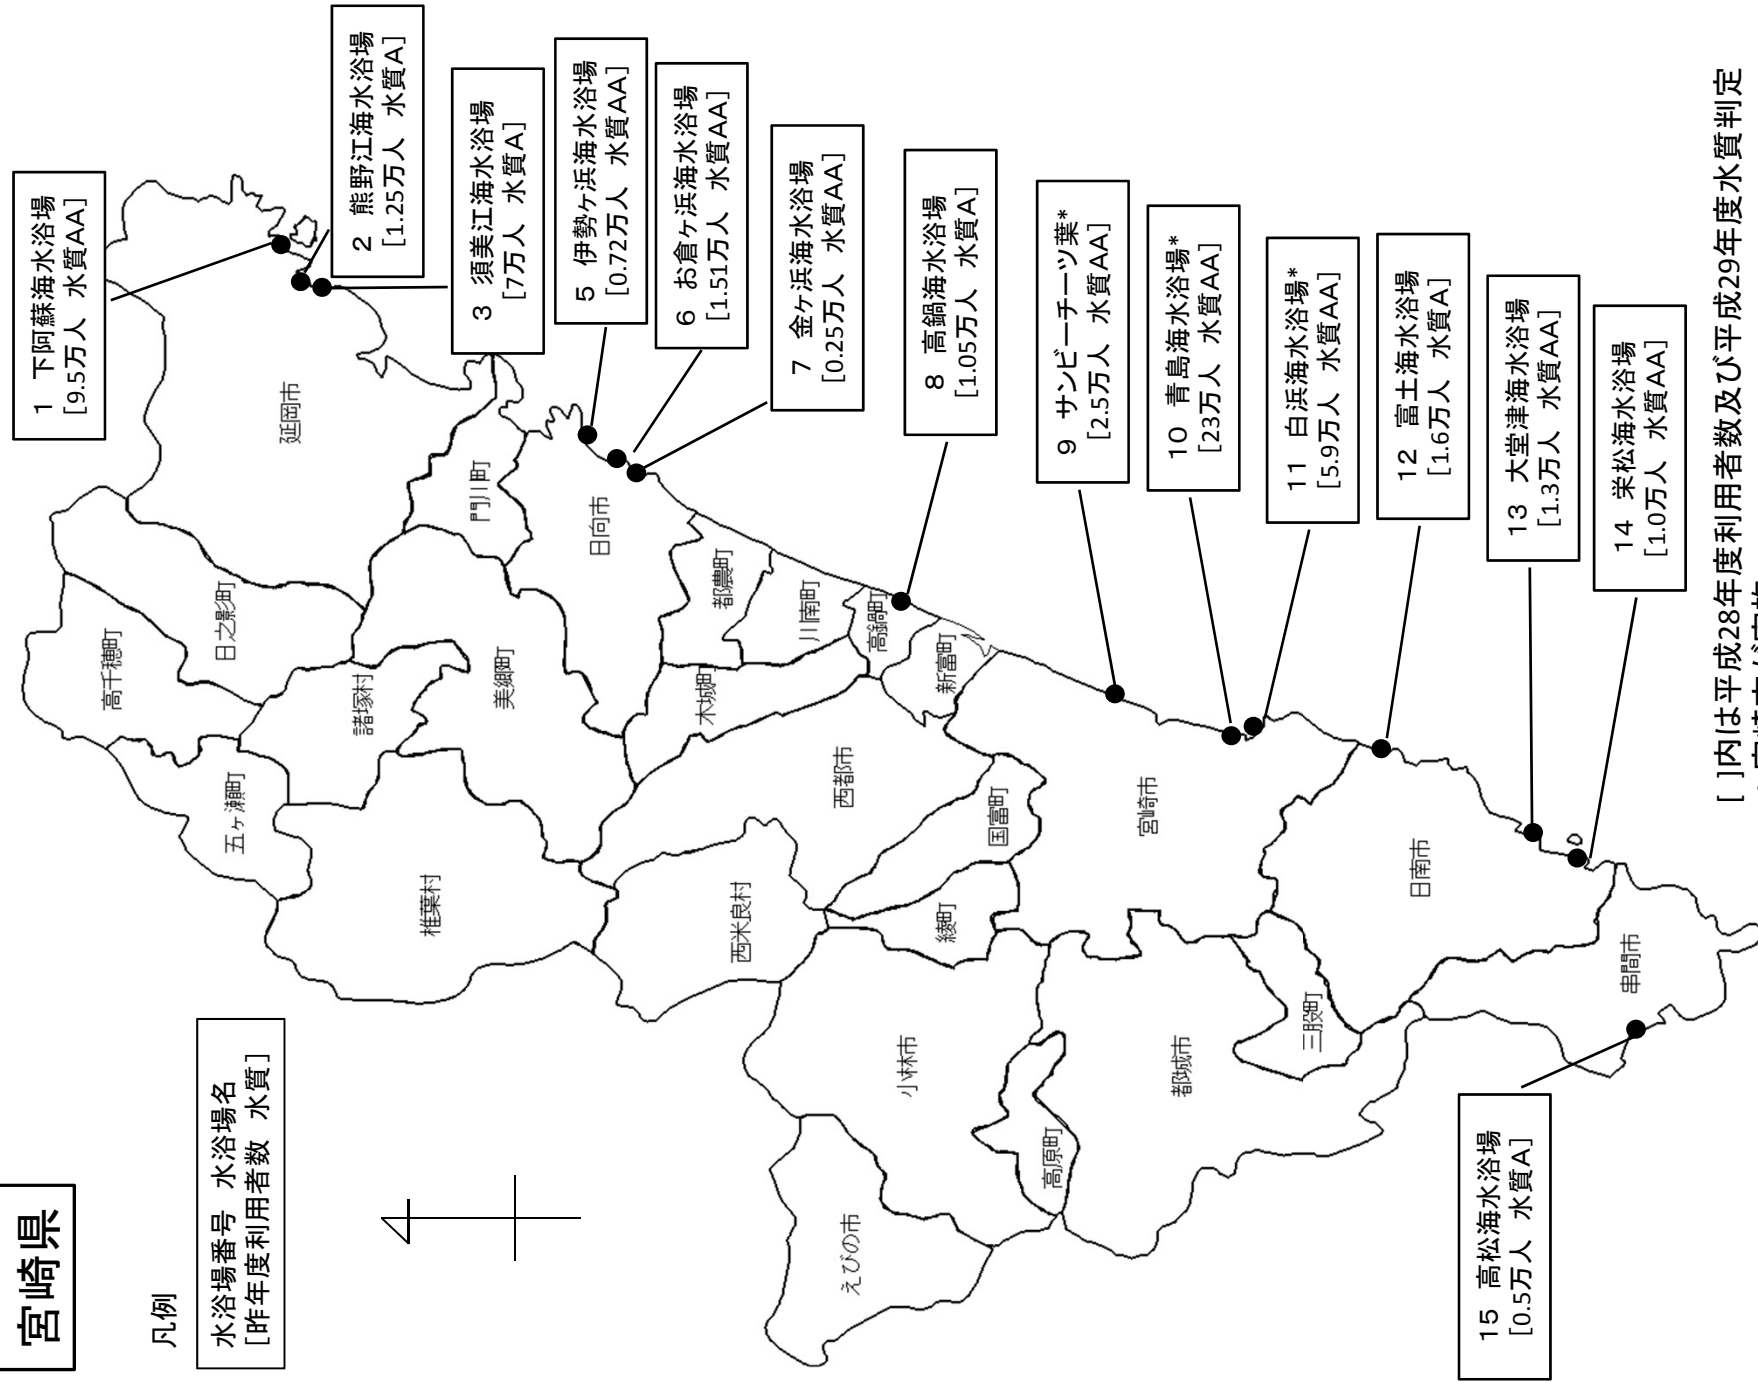 宮崎県
凡例
水浴場番号 水浴場名
[昨年度利用者数 水質]
1 下阿蘇海水浴場
[9.5万人 水質AA]
2 熊野江海水浴場
[1.25万人 水質A]
3 須美江海水浴場
[7万人 水質A]
5 伊勢ヶ浜海水浴場
[0.72万人 水質AA]
6 お倉ヶ浜海水浴場
[1.51万人 水質AA]
7 金ヶ浜海水浴場
[0.25万人 水質AA]
8 高鍋海水浴場
[1.05万人 水質A]
9 サンビーチ一ツ葉*
[2.5万人 水質AA]
10 青島海水浴場*
[23万人 水質AA]
11 白浜海水浴場*
[5.9万人 水質AA]
12 富土海水浴場
[1.6万人 水質A]
13 大堂津海水浴場
[1.3万人 水質AA]
14 栄松海水浴場
[1.0万人 水質AA]
15 高松海水浴場
[0.5万人 水質A]
高千穂町
日之影町
延岡市
五ヶ瀬町
諸塚村
門川町
美郷町
日向市
椎葉村
都農町
木城町
川南町
高鍋町
新富町
西都市
西米良村
国富町
綾町
宮崎市
小林市
えびの市
高原町
都城市
三股町
日南市
串間市
[ ]内は平成28年度利用者数及び平成29年度水質判定